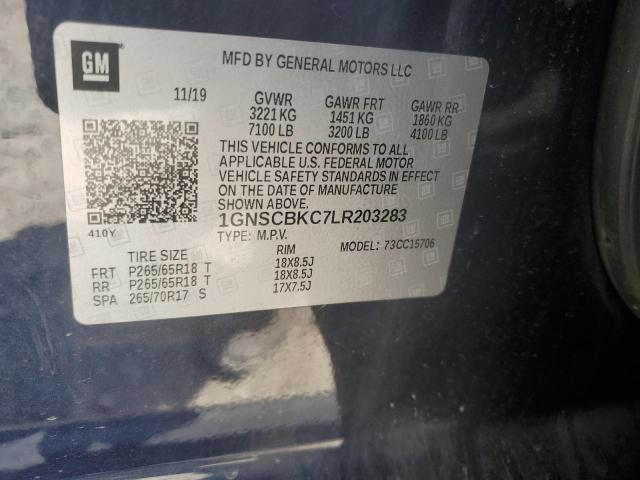 GM
MFD BY GENERAL MOTORS LLC
11/19 GVWR GAWR FRT GAWR RR
3221 KG 1451 KG 1860 KG
7100 LB 3200 LB 4100 LB
THIS VEHICLE CONFORMS TO ALL
APPLICABLE U.S. FEDERAL MOTOR
VEHICLE SAFETY STANDARDS IN EFFECT
ON THE DATE OF MANUFACTURE
SHOWN ABOVE.
1GNSCBKC7LR203283
410Y
TYPE: M.P.V. MODEL: 73CC15706
TIRE SIZE RIM
FRT P265/65R18 T 18X8.5J
RR P265/65R18 T 18X8.5J
SPA 265/70R17 S 17X7.5J